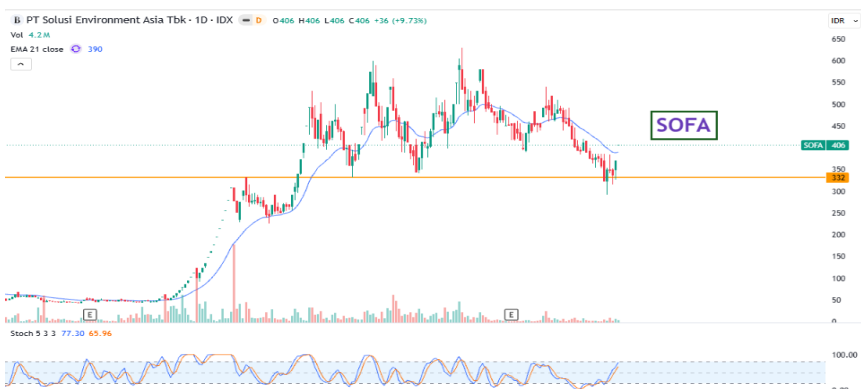 B PT Solusi Environment Asia Tbk · 1D · IDX D O406 H406 L406 C406 +36 (+9.73%)
IDR
Vol 4.2M
EMA 21 close 390
650
600
550
500
450
SOFA
SOFA 406
350
332
300
250
200
150
100
50
0
E
E
Stoch 5 3 3 77.30 65.96
100.00
0.00